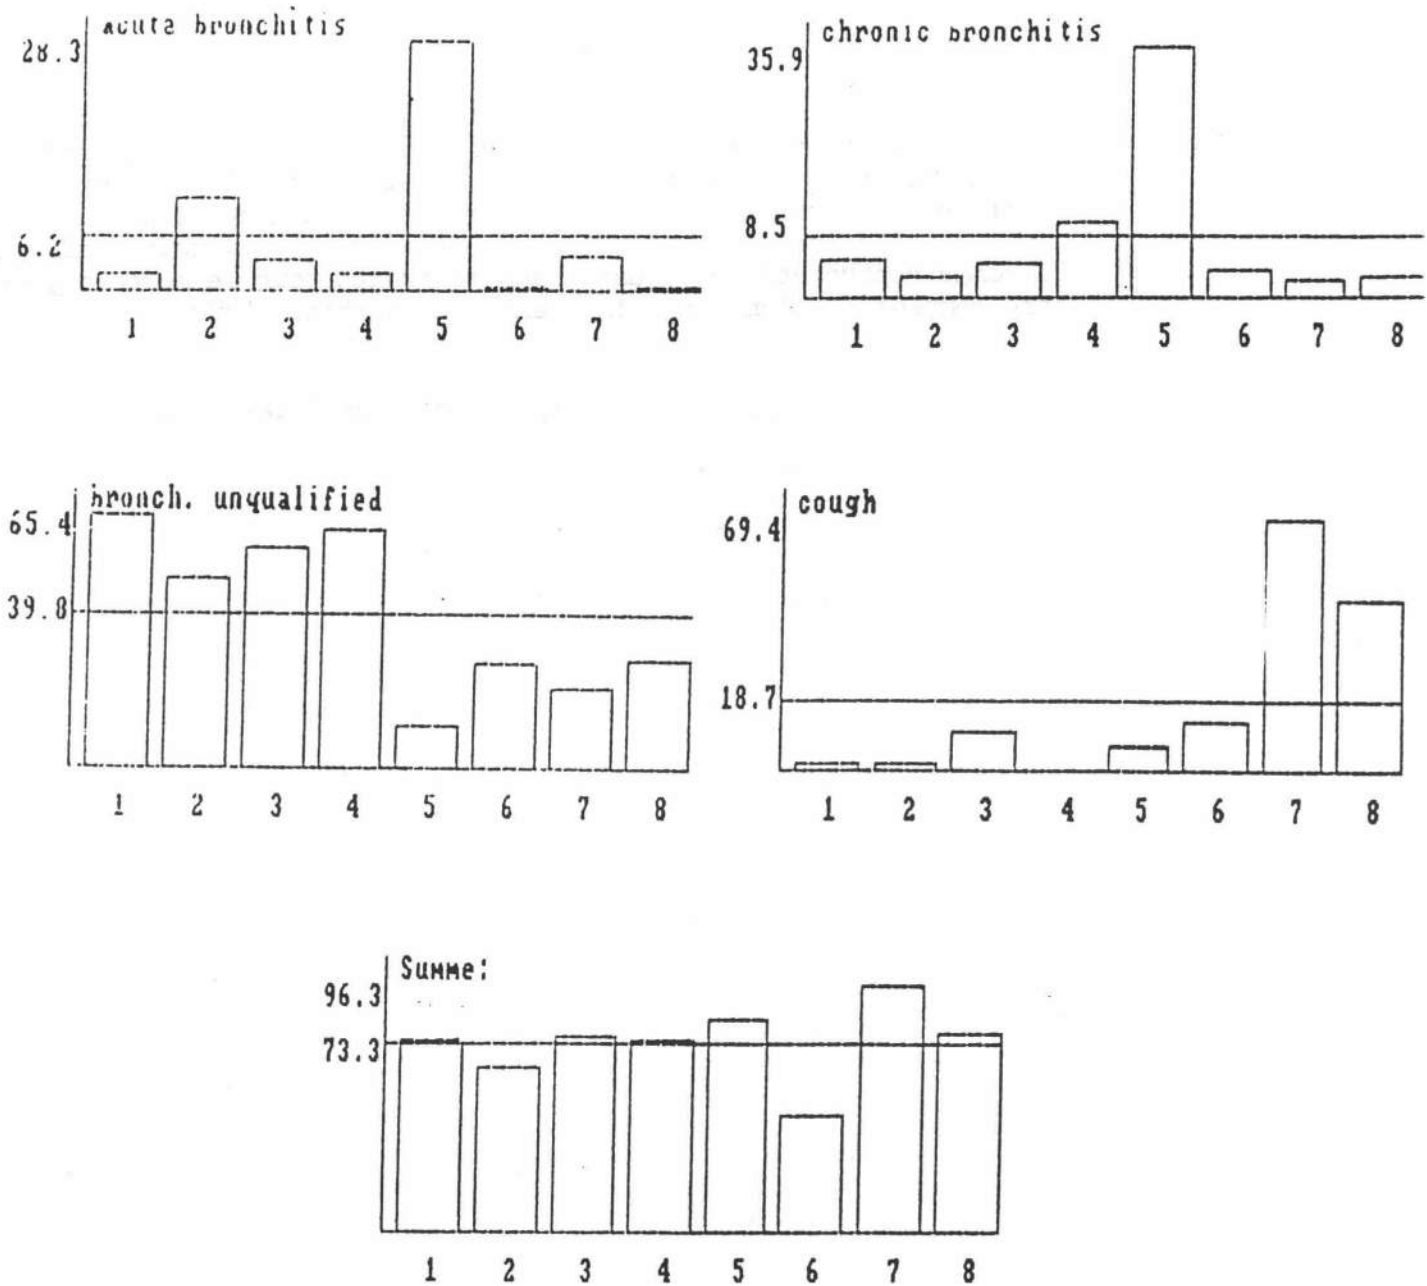 acute bronchitis
28.3
6.2
1 2 3 4 5 6 7 8
chronic bronchitis
35.9
8.5
1 2 3 4 5 6 7 8
bronch. unqualified
65.4
39.8
1 2 3 4 5 6 7 8
cough
69.4
18.7
1 2 3 4 5 6 7 8
Summe:
96.3
73.3
1 2 3 4 5 6 7 8